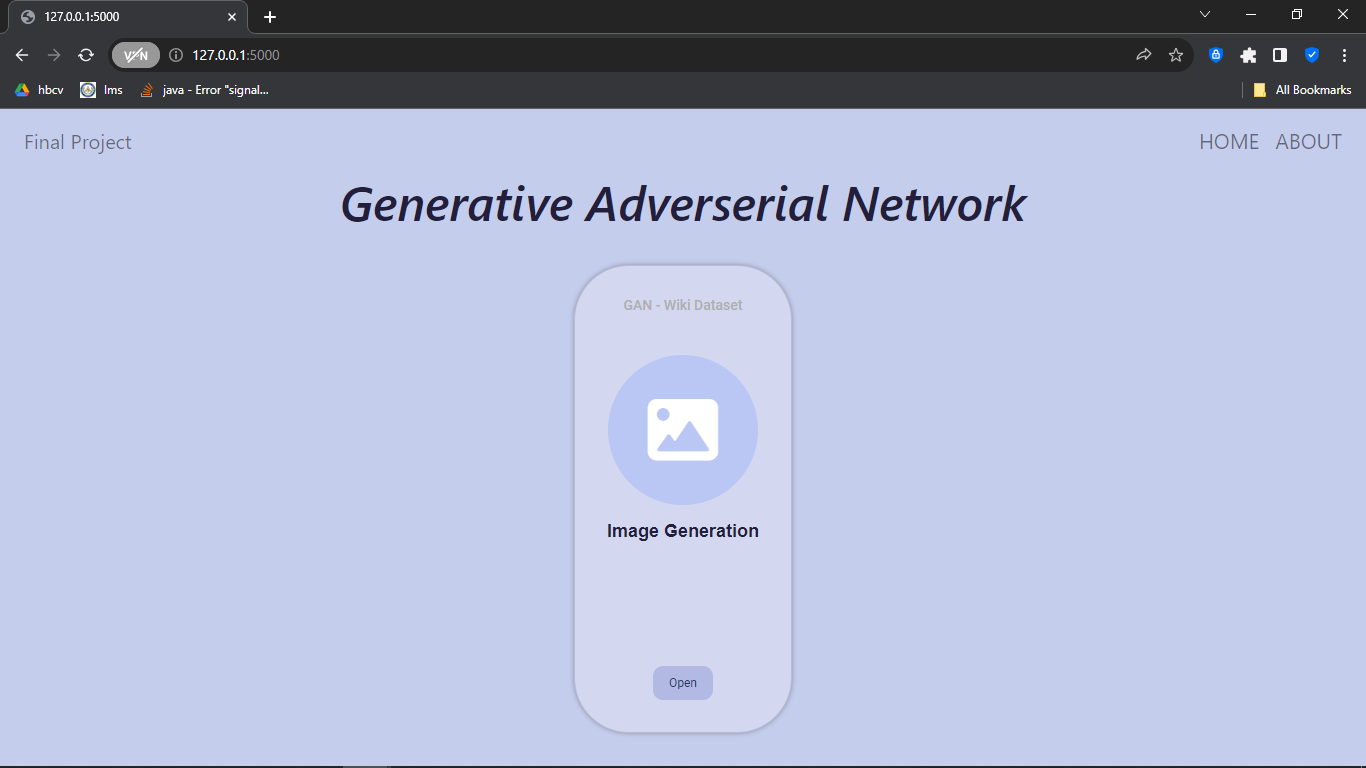 127.0.0.1:5000
VPN
127.0.0.1:5000
hbcv
lms
java - Error "signal...
All Bookmarks
Final Project
HOME
ABOUT
Generative Adverserial Network
GAN - Wiki Dataset
Image Generation
Open